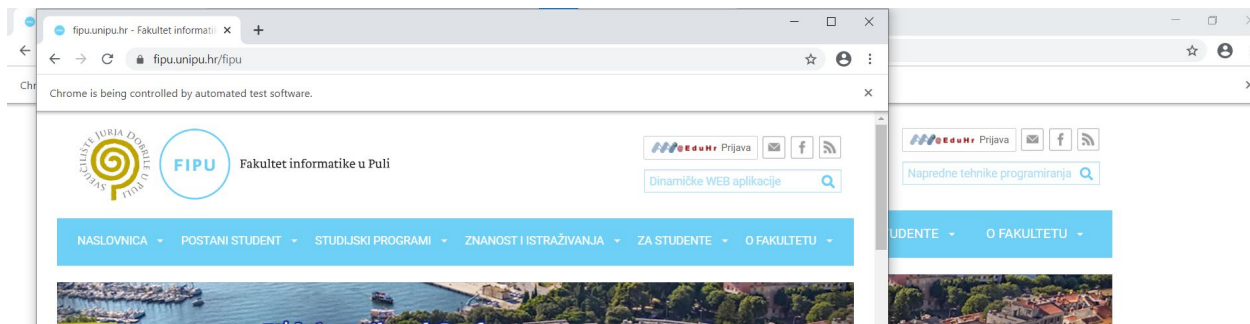 fipu.unipu.hr - Fakultet informati
fipu.unipu.hr/fipu
Chr
Chrome is being controlled by automated test software.
SVEUČILIŠTE JURJA DOBRILE U PULI
FIPU
Fakultet informatike u Puli
@EduHr Prijava
@EduHr Prijava
Dinamičke WEB aplikacije
Napredne tehnike programiranja
NASLOVNICA
POSTANI STUDENT
STUDIJSKI PROGRAMI
ZNANOST I ISTRAŽIVANJA
ZA STUDENTE
O FAKULTETU
UDENTE
O FAKULTETU